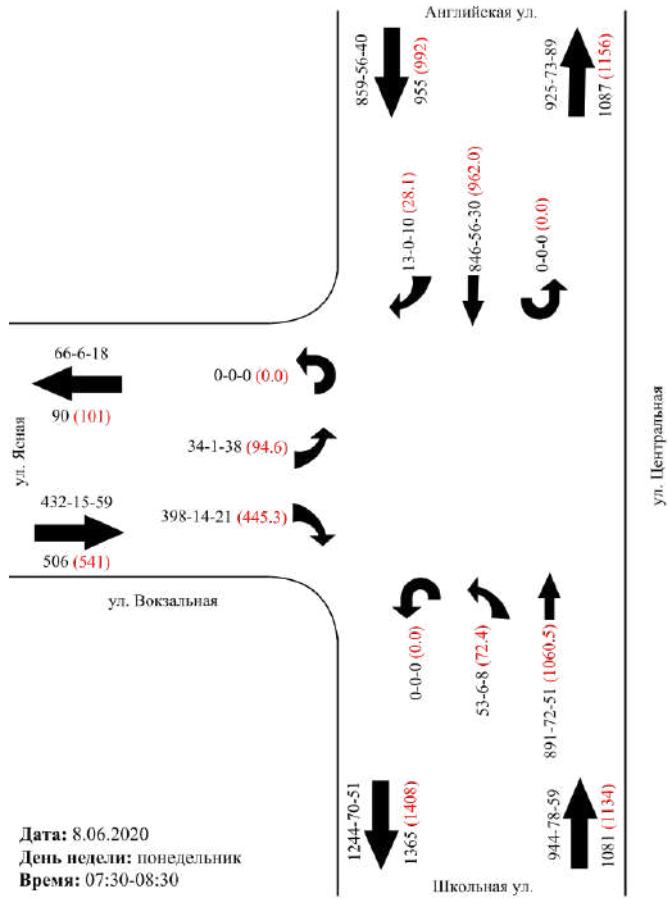 Английская ул.
859-56-40
955 (992)
925-73-89
1087 (1156)
13-0-10 (28.1)
846-56-30 (962.0)
0-0-0 (0.0)
66-6-18
90 (101)
0-0-0 (0.0)
34-1-38 (94.6)
ул. Ясная
432-15-59
506 (541)
398-14-21 (445.3)
ул. Центральная
ул. Вокзальная
0-0-0 (0.0)
53-6-8 (72.4)
891-72-51 (1060.5)
1244-70-51
1365 (1408)
944-78-59
1081 (1134)
Дата: 8.06.2020
День недели: понедельник
Время: 07:30-08:30
Школьная ул.